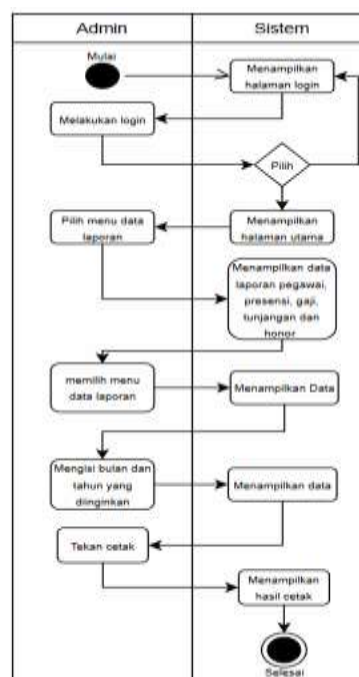 Admin
Sistem
Mulai
Menampilkan
halaman login
Melakukan login
Pilih
Pilih menu data
laporan
Menampilkan
halaman utama
Menampilkan data
laporan pegawai,
presensi, gaji,
tunjangan dan
honor
memilih menu
data laporan
Menampilkan Data
Mengisi bulan dan
tahun yang
diinginkan
Menampilkan data
Tekan cetak
Menampilkan
hasil cetak
Selesai